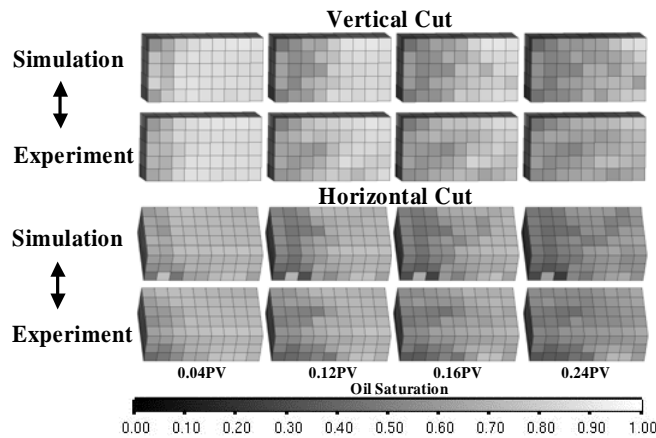 Vertical Cut
Simulation
Experiment
Horizontal Cut
Simulation
Experiment
0.04PV 0.12PV 0.16PV 0.24PV
Oil Saturation
0.00 0.10 0.20 0.30 0.40 0.50 0.60 0.70 0.80 0.90 1.00